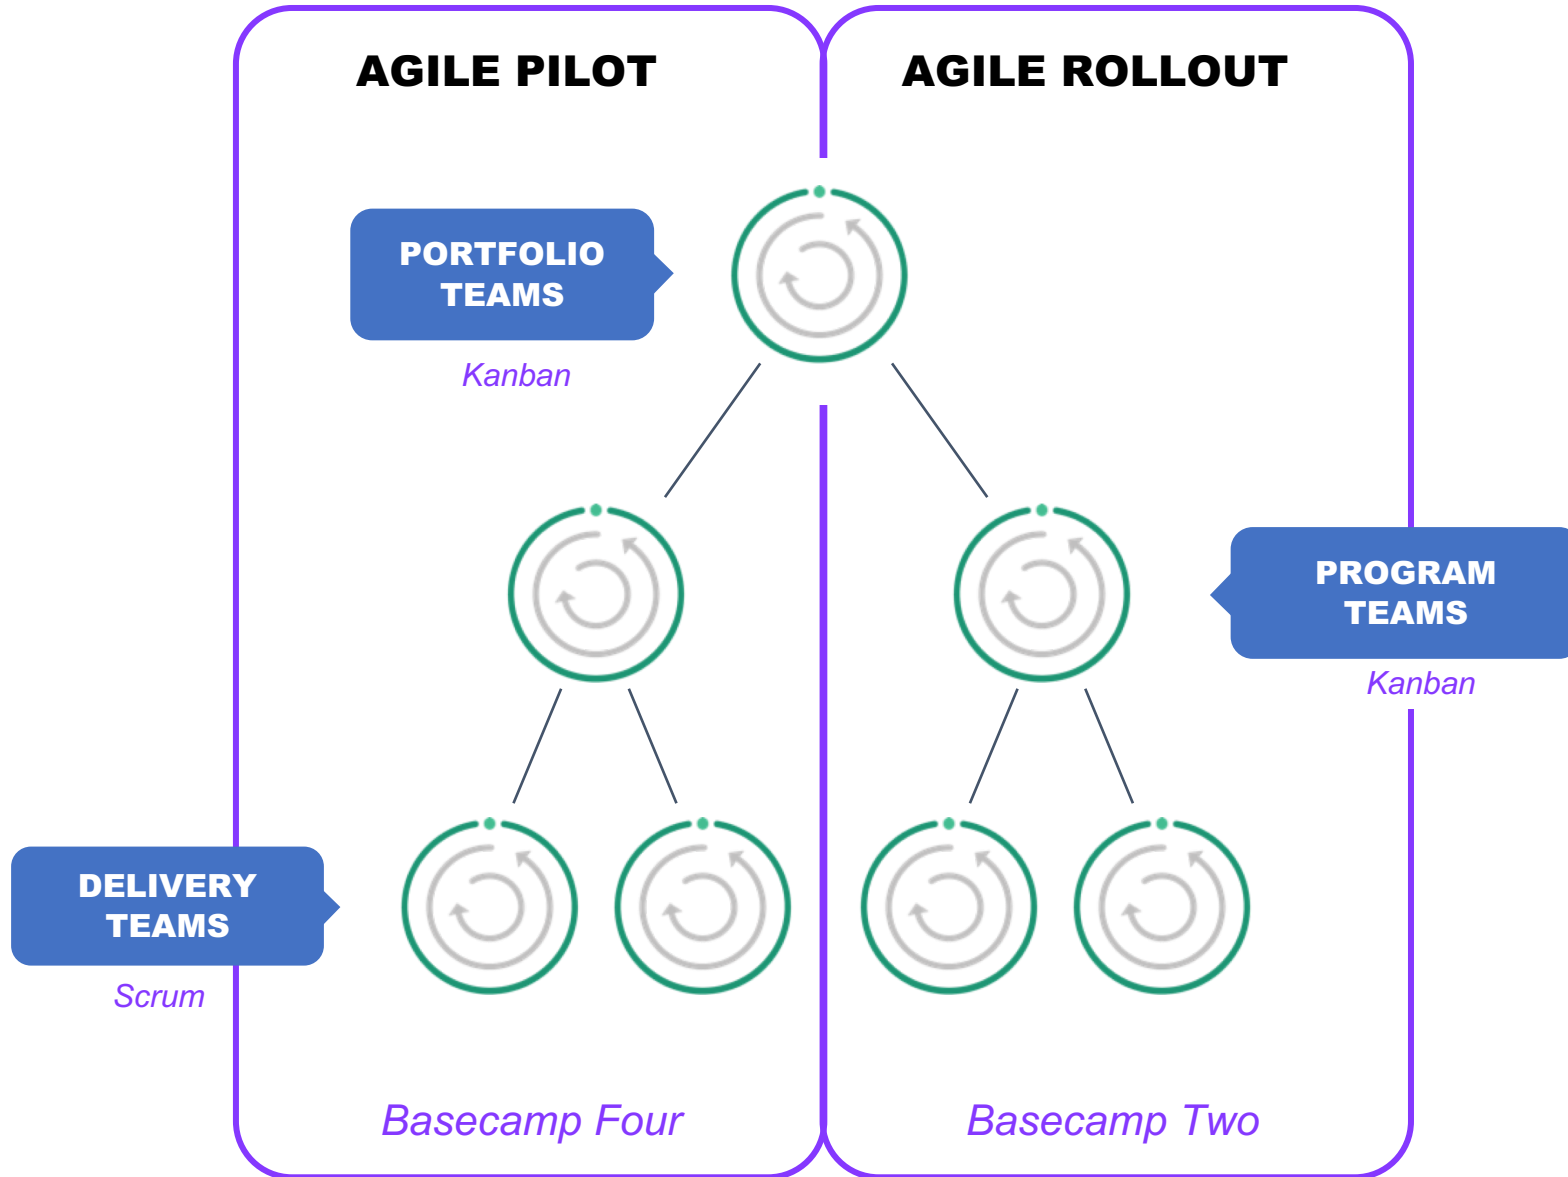 AGILE PILOT
AGILE ROLLOUT
PORTFOLIO
TEAMS
Kanban
PROGRAM
TEAMS
Kanban
DELIVERY
TEAMS
Scrum
Basecamp Four
Basecamp Two